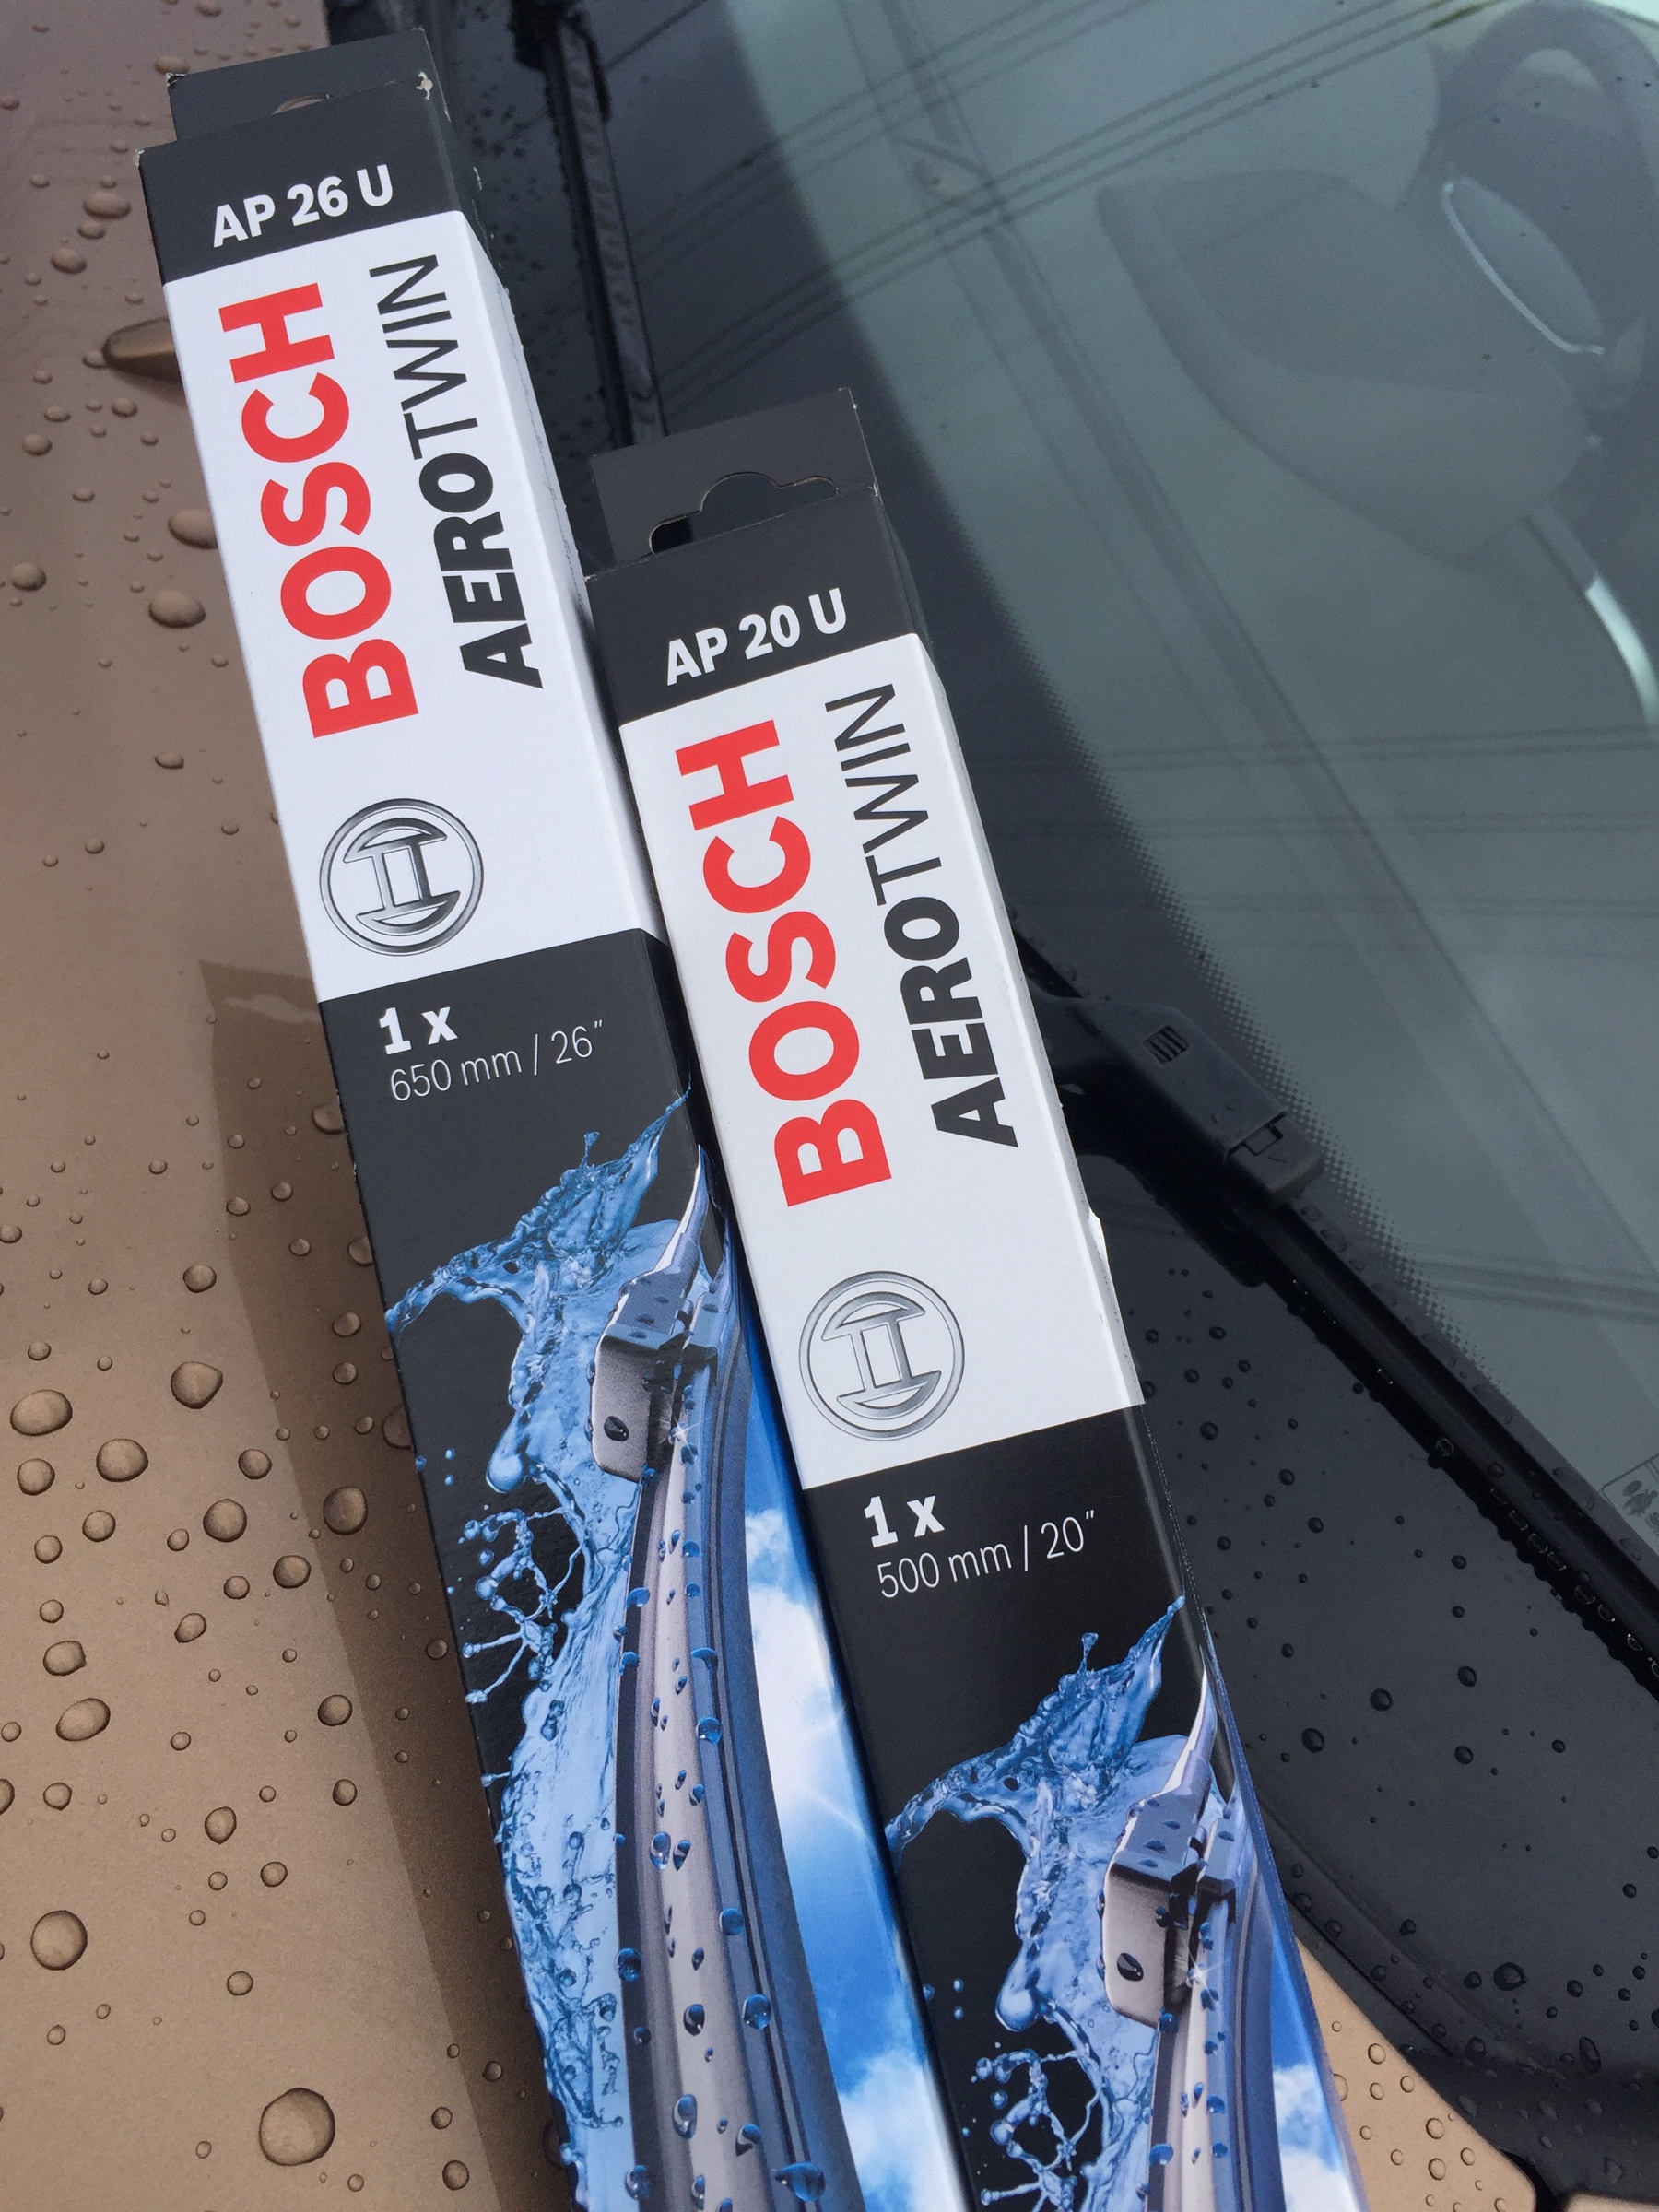 AP 26 U
BOSCH
AEROTWIN
1 x
650 mm / 26"
AP 20 U
BOSCH
AEROTWIN
1 x
500 mm / 20"